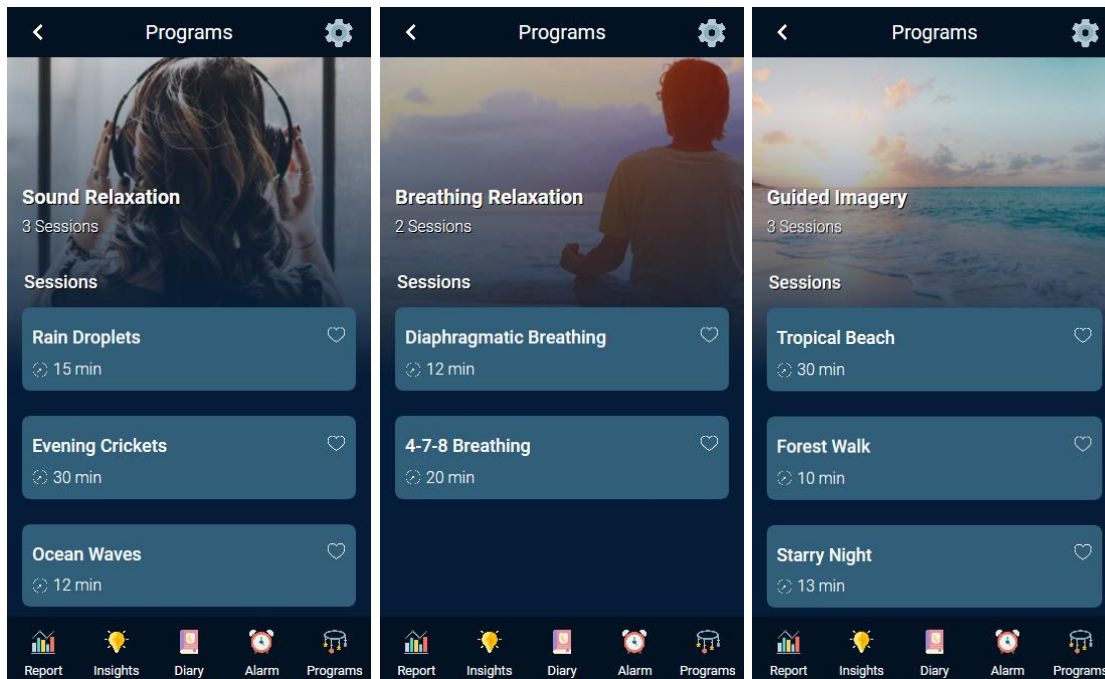 Programs
Sound Relaxation
3 Sessions
Sessions
Rain Droplets
15 min
Evening Crickets
30 min
Ocean Waves
12 min
Report Insights Diary Alarm Programs
Programs
Breathing Relaxation
2 Sessions
Sessions
Diaphragmatic Breathing
12 min
4-7-8 Breathing
20 min
Report Insights Diary Alarm Programs
Programs
Guided Imagery
3 Sessions
Sessions
Tropical Beach
30 min
Forest Walk
10 min
Starry Night
13 min
Report Insights Diary Alarm Programs